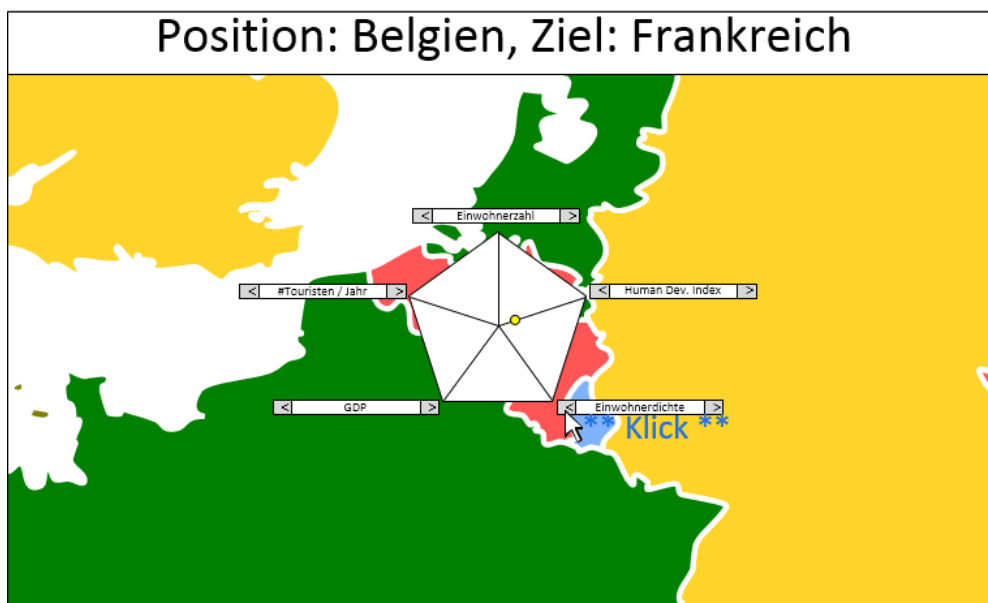 Position: Belgien, Ziel: Frankreich
< Einwohnerzahl >
< #Touristen / Jahr >
< Human Dev. Index >
< GDP >
< Einwohnerdichte >
** Klick **